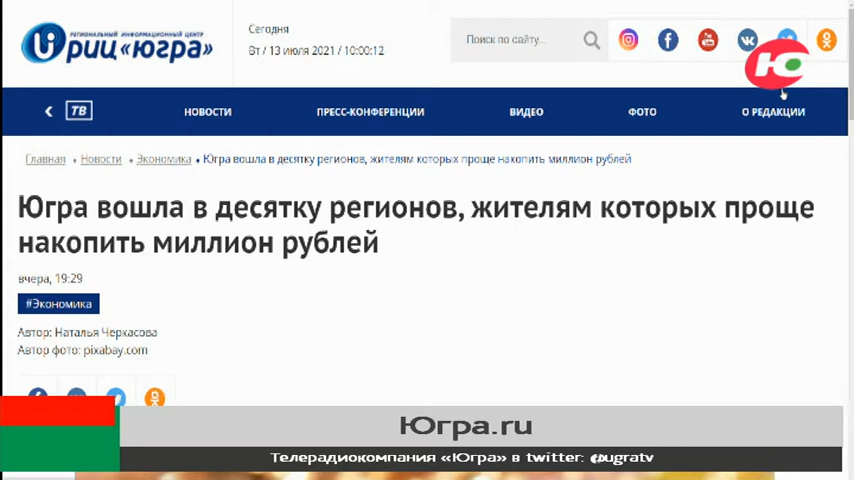 РЕГИОНАЛЬНЫЙ ИНФОРМАЦИОННЫЙ ЦЕНТР
РИЦ «ЮГРА»
Сегодня
Вт / 13 июля 2021 / 10:00:12
Поиск по сайту...
Ю
ТВ
НОВОСТИ
ПРЕСС-КОНФЕРЕНЦИИ
ВИДЕО
ФОТО
О РЕДАКЦИИ
Главная • Новости • Экономика • Югра вошла в десятку регионов, жителям которых проще накопить миллион рублей
Югра вошла в десятку регионов, жителям которых проще
накопить миллион рублей
вчера, 19:29
#Экономика
Автор: Наталья Черкасова
Автор фото: pixabay.com
Югра.ru
Телерадиокомпания «Югра» в twitter: @ugratv